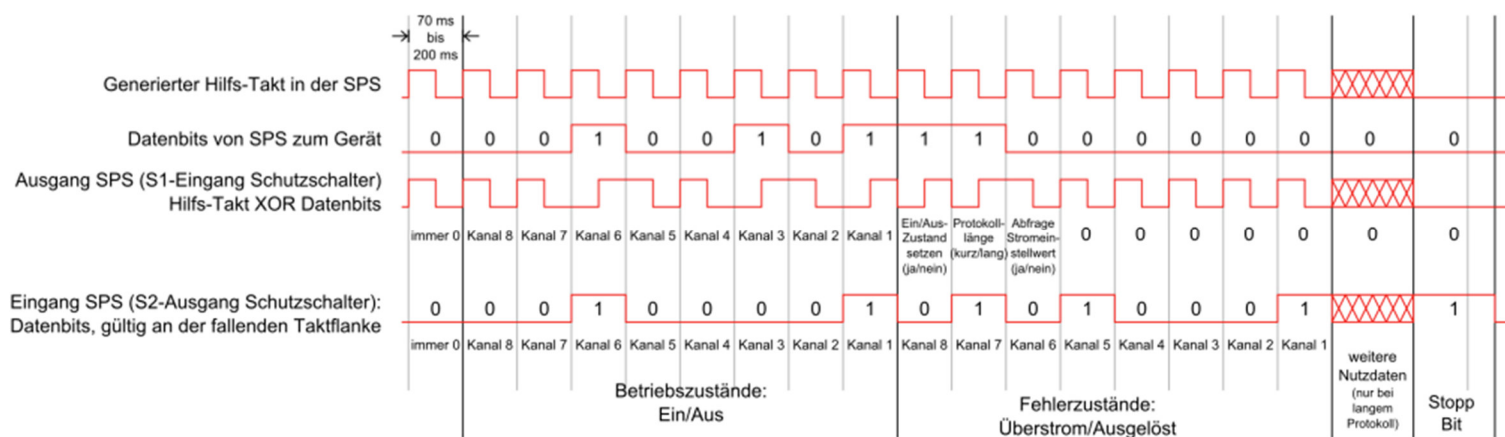 70 ms
bis
200 ms
Generierter Hilfs-Takt in der SPS
Datenbits von SPS zum Gerät
0 0 0 1 0 0 1 0 1 1 1 0 0 0 0 0 0 0 0
Ausgang SPS (S1-Eingang Schutzschalter)
Hilfs-Takt XOR Datenbits
immer 0 Kanal 8 Kanal 7 Kanal 6 Kanal 5 Kanal 4 Kanal 3 Kanal 2 Kanal 1
Ein/Aus-
Zustand
setzen
(ja/nein)
Protokoll-
länge
(kurz/lang)
Abfrage
Stromein-
stellwert
(ja/nein)
0 0 0 0 0 0 0
Eingang SPS (S2-Ausgang Schutzschalter):
Datenbits, gültig an der fallenden Taktflanke
0 0 0 1 0 0 0 0 1 0 1 0 1 0 0 0 1 1
immer 0 Kanal 8 Kanal 7 Kanal 6 Kanal 5 Kanal 4 Kanal 3 Kanal 2 Kanal 1 Kanal 8 Kanal 7 Kanal 6 Kanal 5 Kanal 4 Kanal 3 Kanal 2 Kanal 1
Betriebszustände:
Ein/Aus
Fehlerzustände:
Überstrom/Ausgelöst
weitere
Nutzdaten
(nur bei
langem
Protokoll)
Stopp
Bit